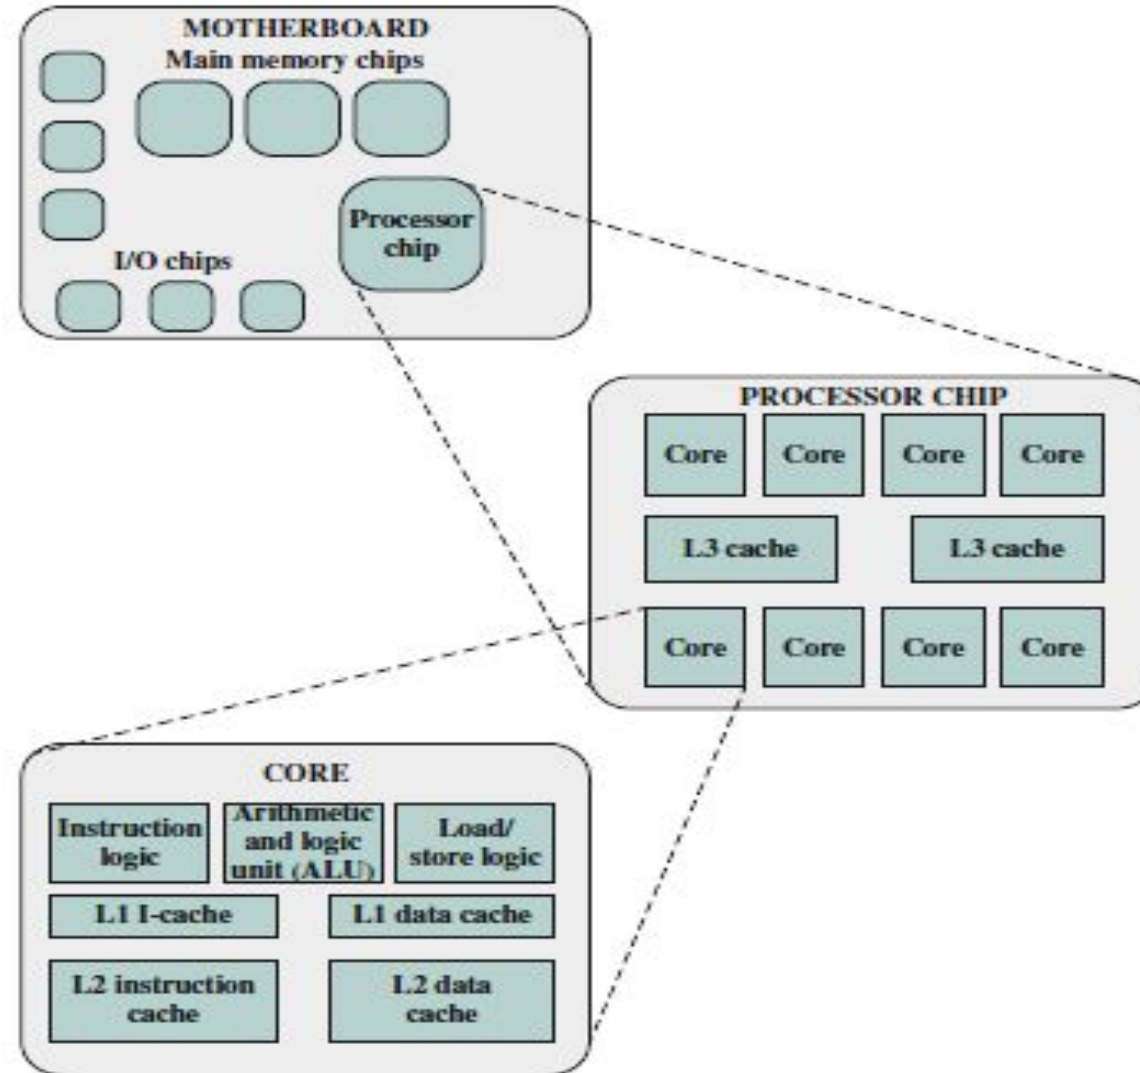 MOTHERBOARD
Main memory chips
Processor
chip
I/O chips
PROCESSOR CHIP
Core
Core
Core
Core
L3 cache
L3 cache
Core
Core
Core
Core
CORE
Instruction
logic
Arithmetic
and logic
unit (ALU)
Load/
store logic
L1 I-cache
L1 data cache
L2 instruction
cache
L2 data
cache